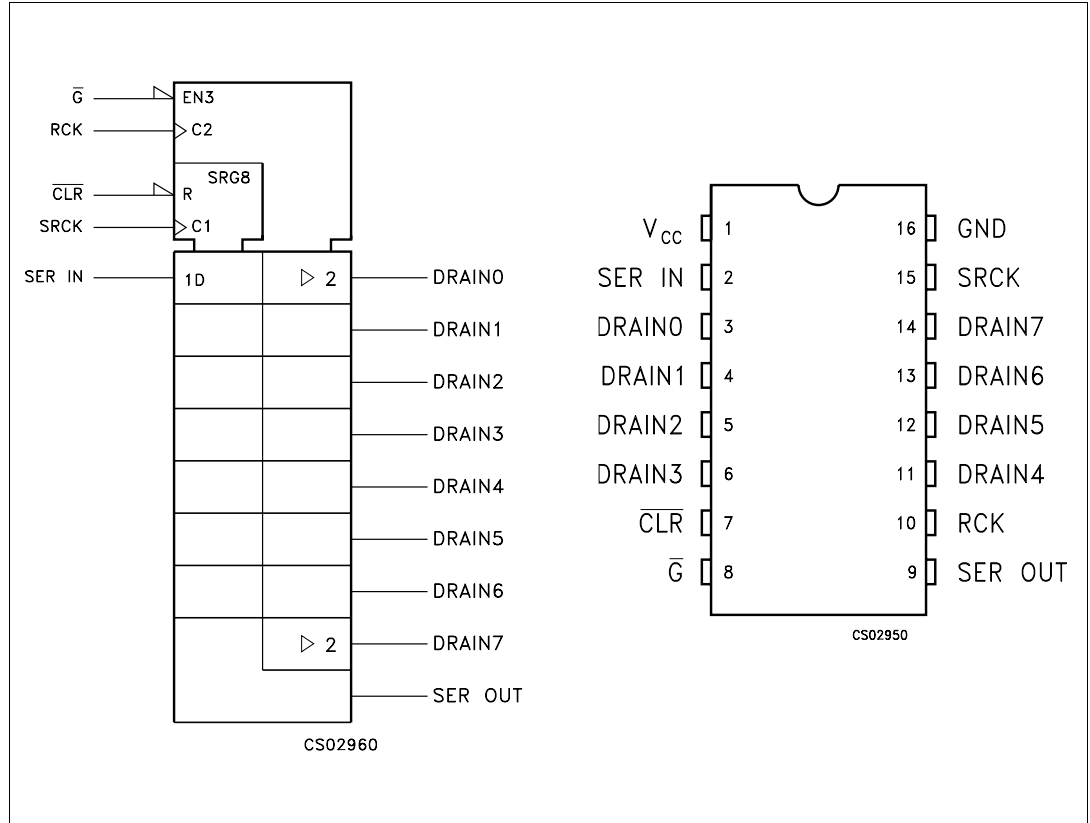 G̅
EN3
RCK
C2
SRG8
C̅L̅R̅
R
SRCK
C1
SER IN
1D
2
DRAIN0
DRAIN1
DRAIN2
DRAIN3
DRAIN4
DRAIN5
DRAIN6
2
DRAIN7
SER OUT
CS02960
VCC 1 16 GND
SER IN 2 15 SRCK
DRAIN0 3 14 DRAIN7
DRAIN1 4 13 DRAIN6
DRAIN2 5 12 DRAIN5
DRAIN3 6 11 DRAIN4
C̅L̅R̅ 7 10 RCK
G̅ 8 9 SER OUT
CS02950